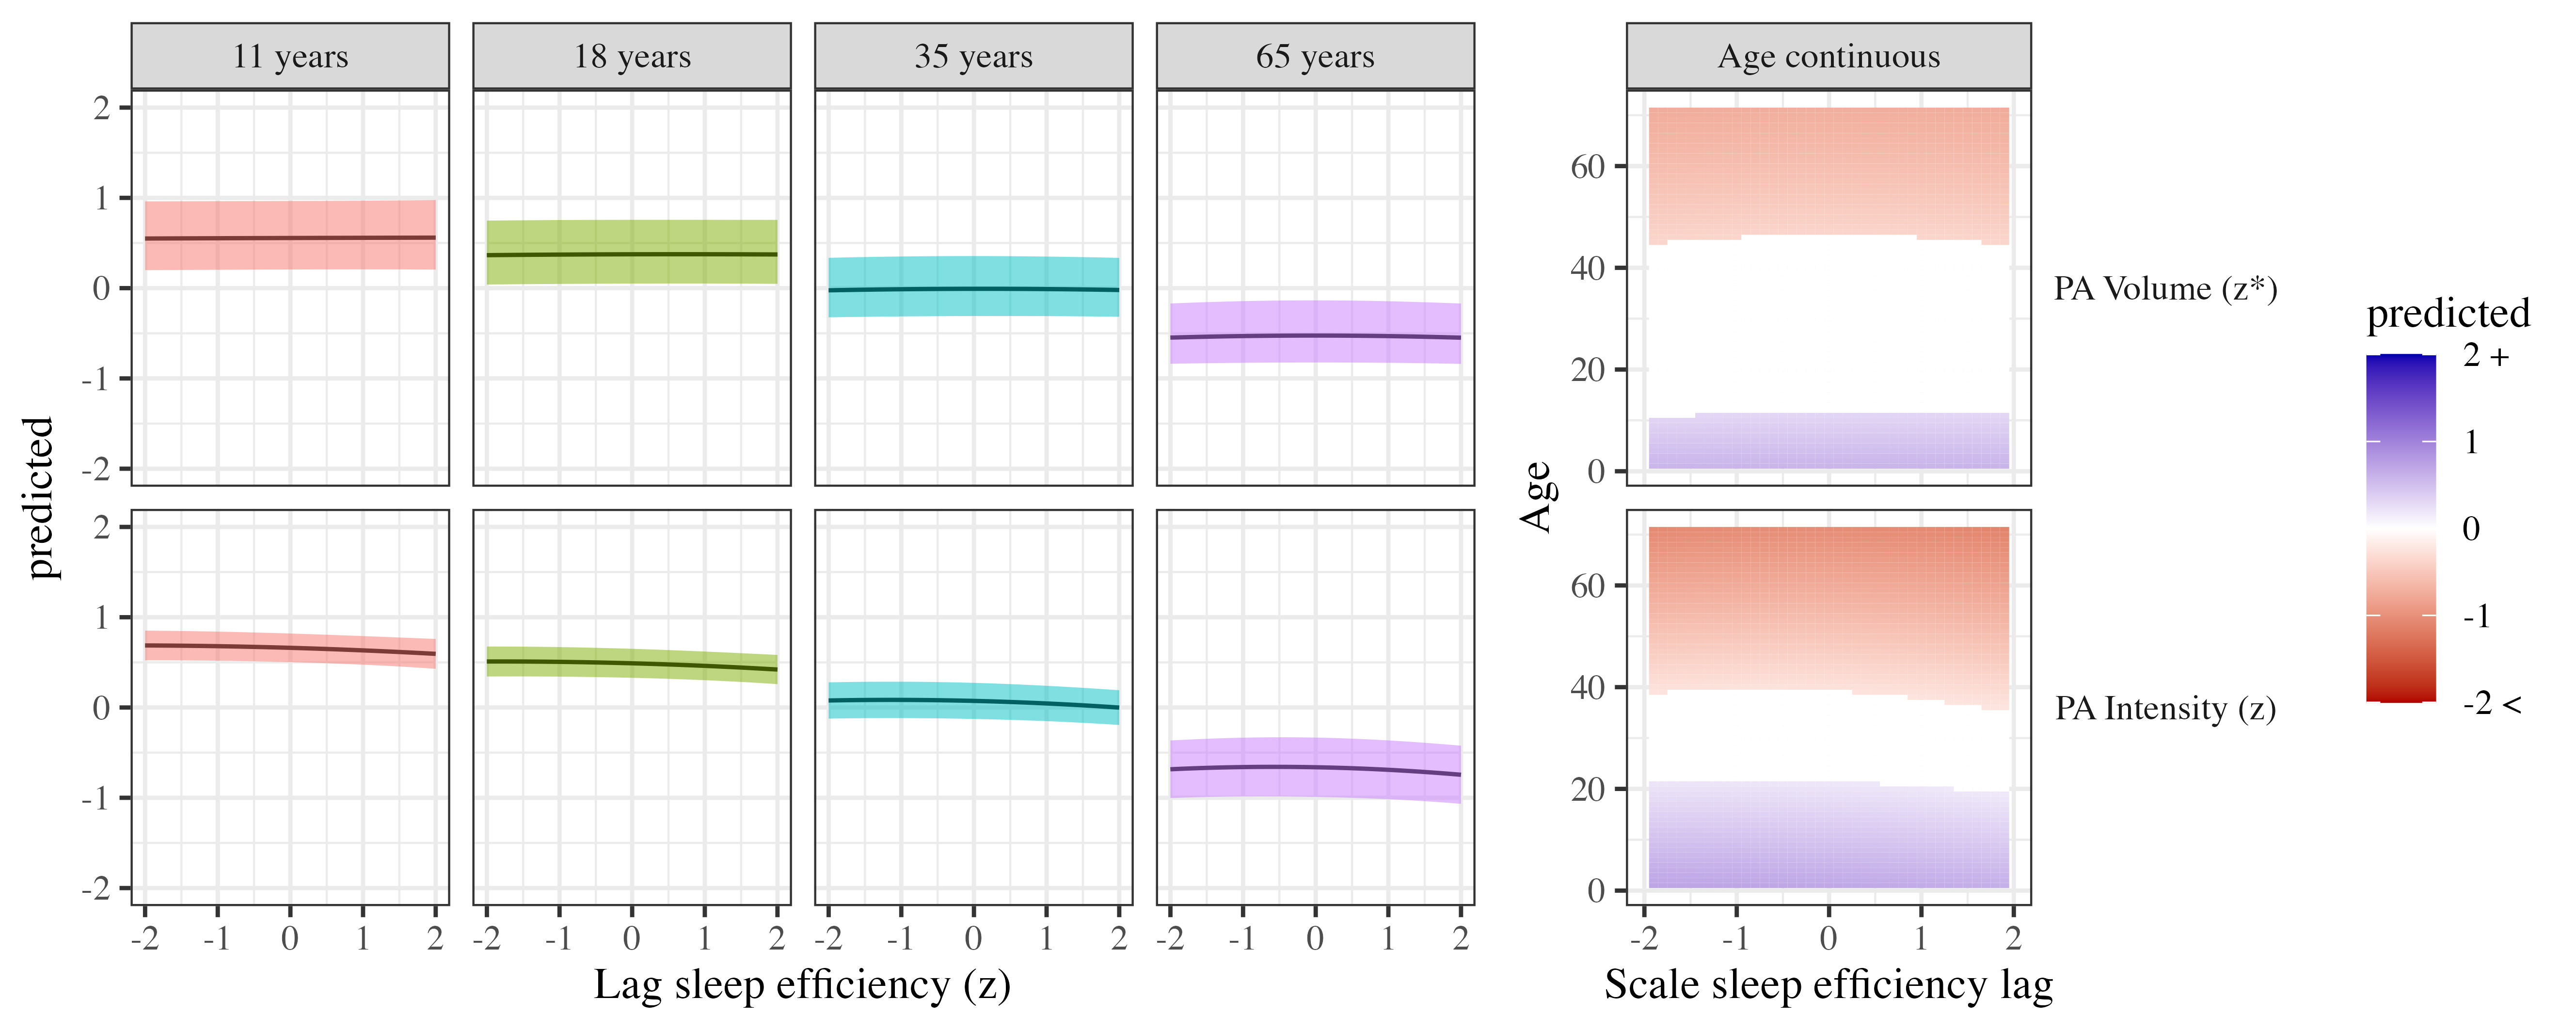 11 years
18 years
35 years
65 years
Age continuous
2
1
0
-1
-2
60
40
20
0
PA Volume (z*)
predicted
Age
predicted
2 +
1
0
-1
-2 <
2
1
0
-1
-2
60
40
20
0
PA Intensity (z)
-2 -1 0 1 2
-2 -1 0 1 2
-2 -1 0 1 2
-2 -1 0 1 2
-2 -1 0 1 2
Lag sleep efficiency (z)
Scale sleep efficiency lag